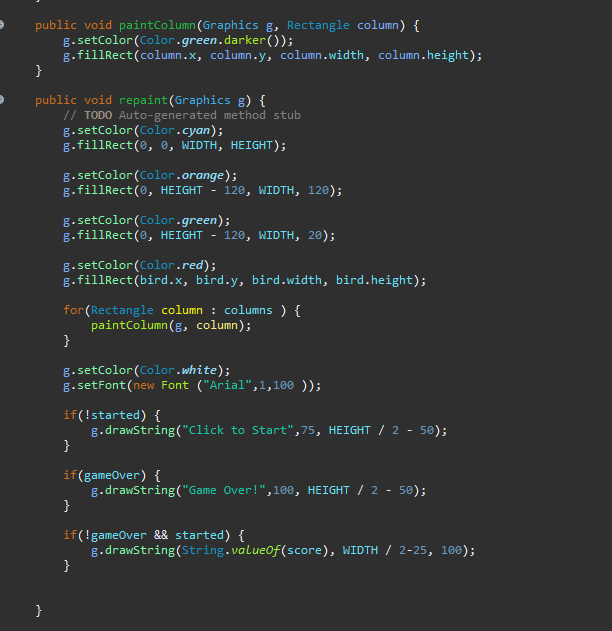 public void paintColumn(Graphics g, Rectangle column) {
g.setColor(Color.green.darker());
g.fillRect(column.x, column.y, column.width, column.height);
}
public void repaint(Graphics g) {
// TODO Auto-generated method stub
g.setColor(Color.cyan);
g.fillRect(0, 0, WIDTH, HEIGHT);
g.setColor(Color.orange);
g.fillRect(0, HEIGHT - 120, WIDTH, 120);
g.setColor(Color.green);
g.fillRect(0, HEIGHT - 120, WIDTH, 20);
g.setColor(Color.red);
g.fillRect(bird.x, bird.y, bird.width, bird.height);
for(Rectangle column : columns ) {
paintColumn(g, column);
}
g.setColor(Color.white);
g.setFont(new Font ("Arial",1,100 ));
if(!started) {
g.drawString("Click to Start",75, HEIGHT / 2 - 50);
}
if(gameOver) {
g.drawString("Game Over!",100, HEIGHT / 2 - 50);
}
if(!gameOver && started) {
g.drawString(String.valueOf(score), WIDTH / 2-25, 100);
}
}